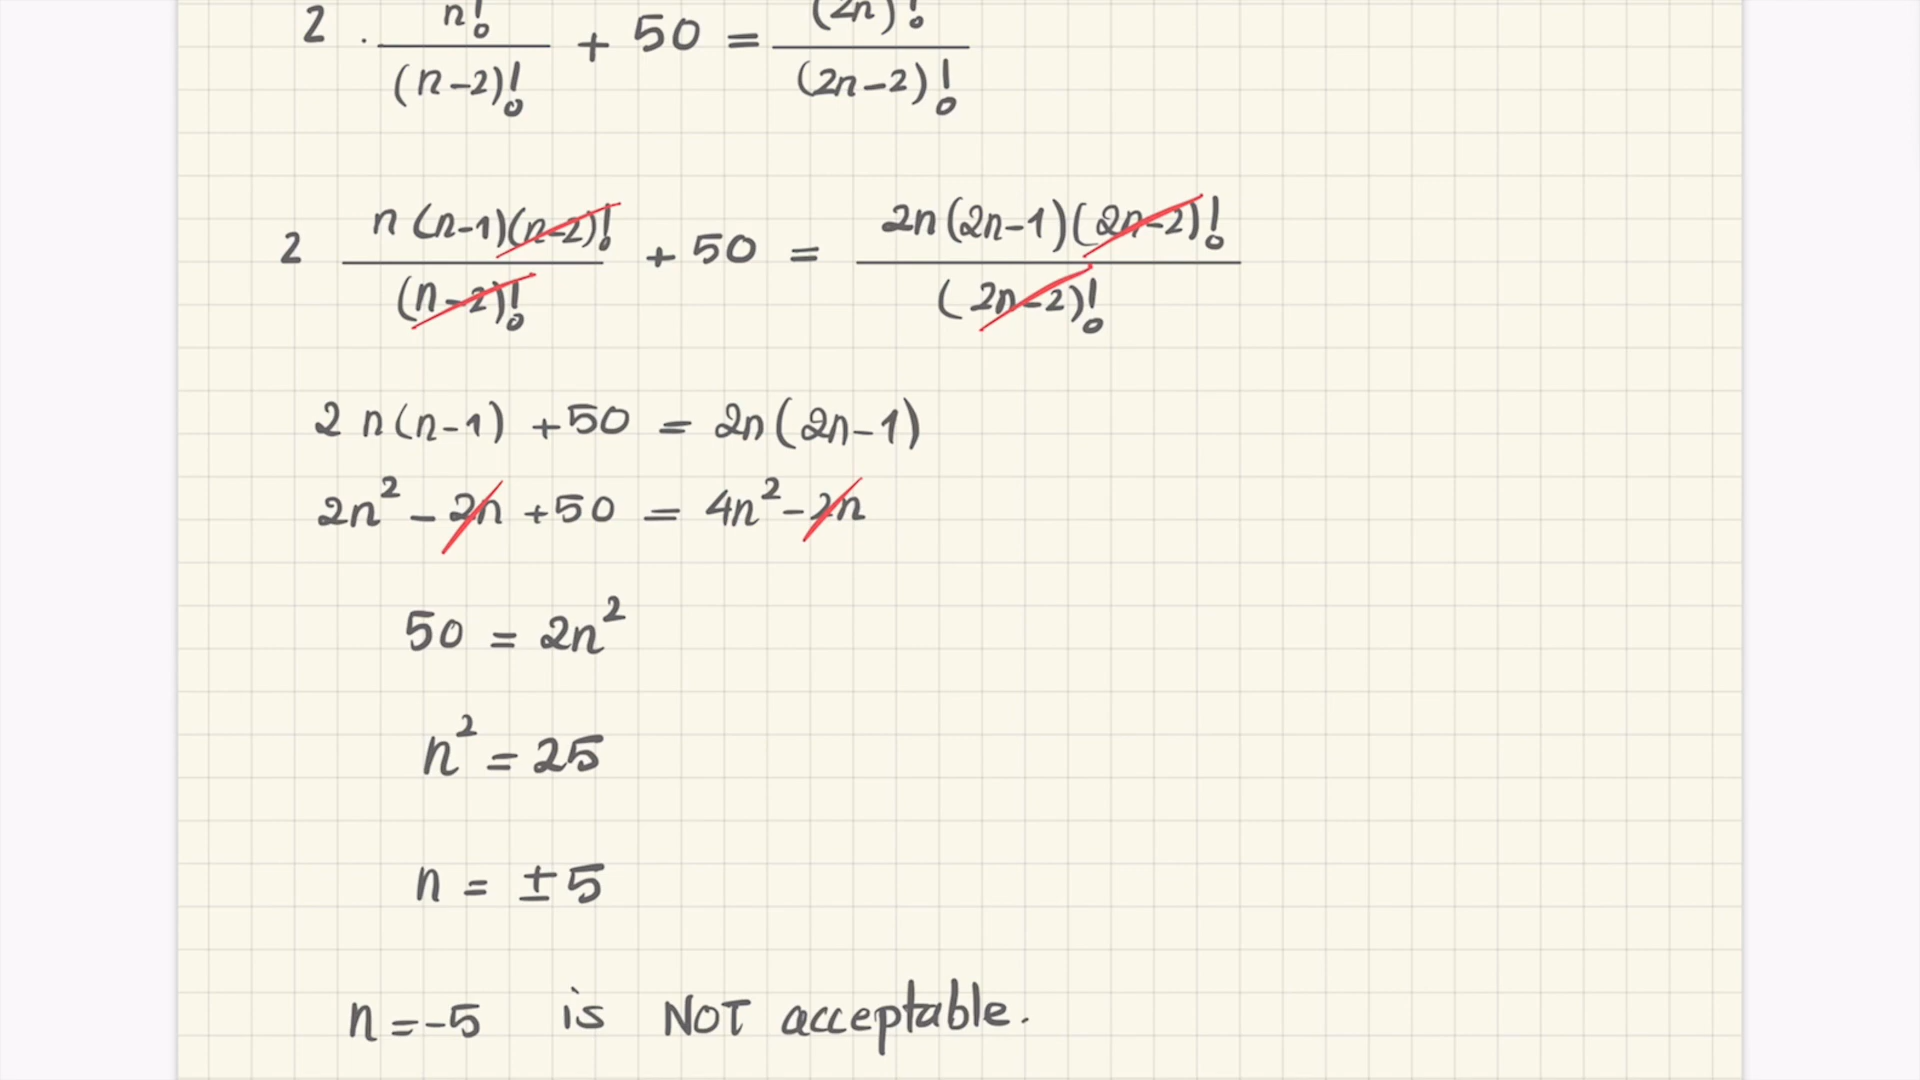 2 · n! / (n-2)! + 50 = (2n)! / (2n-2)!
2 n(n-1)(n-2)! / (n-2)! + 50 = 2n(2n-1)(2n-2)! / (2n-2)!
2 n(n-1) +50 = 2n(2n-1)
2n² - 2n +50 = 4n² - 2n
50 = 2n²
n² = 25
n = ±5
n = -5 is NOT acceptable.